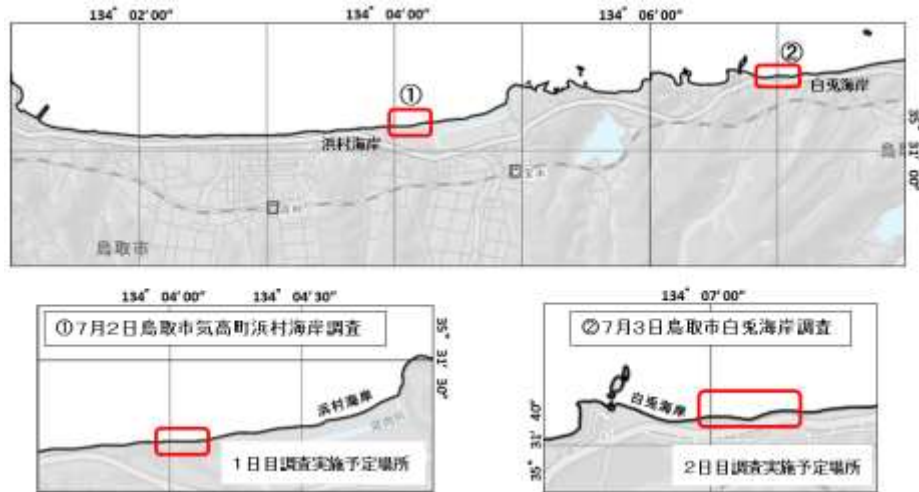 134° 02′00″
134° 04′00″
134° 06′00″
①
②
白兎海岸
浜村海岸
35° 31′ 00″
鳥取市
134° 04′00″
134° 04′30″
①7月2日鳥取市気高町浜村海岸調査
35° 31′ 30″
浜村海岸
1日目調査実施予定場所
134° 07′00″
②7月3日鳥取市白兎海岸調査
白兎海岸
35° 31′ 40″
2日目調査実施予定場所